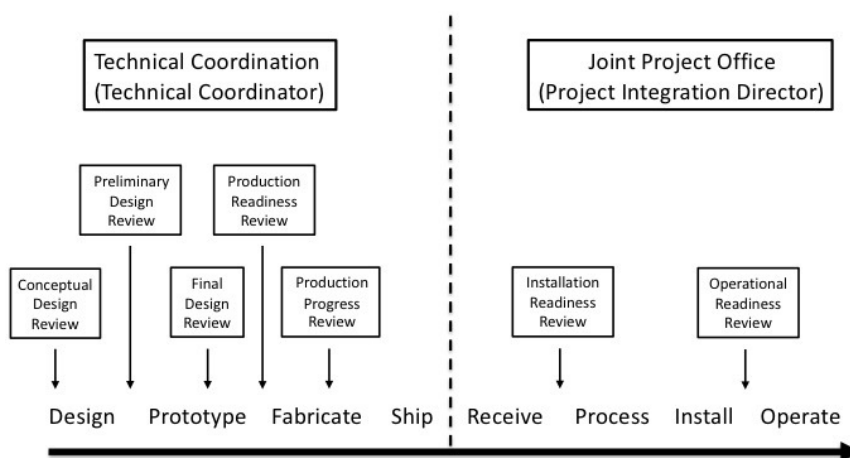 Technical Coordination
(Technical Coordinator)
Joint Project Office
(Project Integration Director)
Preliminary
Design
Review
Production
Readiness
Review
Conceptual
Design
Review
Final
Design
Review
Production
Progress
Review
Installation
Readiness
Review
Operational
Readiness
Review
Design Prototype Fabricate Ship Receive Process Install Operate